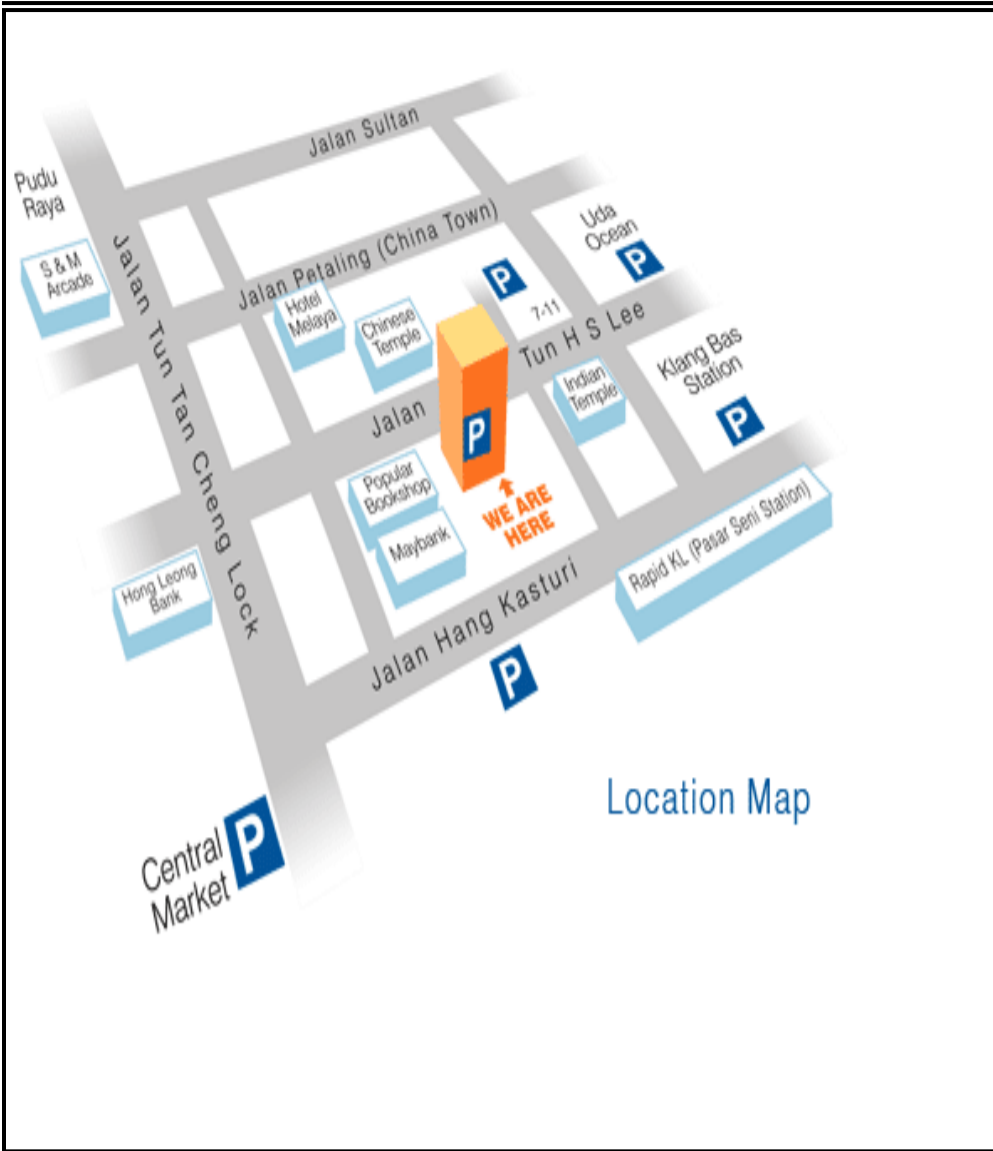 Jalan Sultan
Pudu
Raya
S & M
Arcade
Jalan Tun Tan Cheng Lock
Jalan Petaling (China Town)
Uda
Ocean
P
P
Hotel
Melaya
Chinese
Temple
7-11
Jalan Tun H S Lee
Klang Bas
Station
P
Indian
Temple
P
Popular
Bookshop
WE ARE
HERE
Maybank
Rapid KL (Pasar Seni Station)
Hong Leong
Bank
Jalan Hang Kasturi
P
Location Map
Central
Market
P